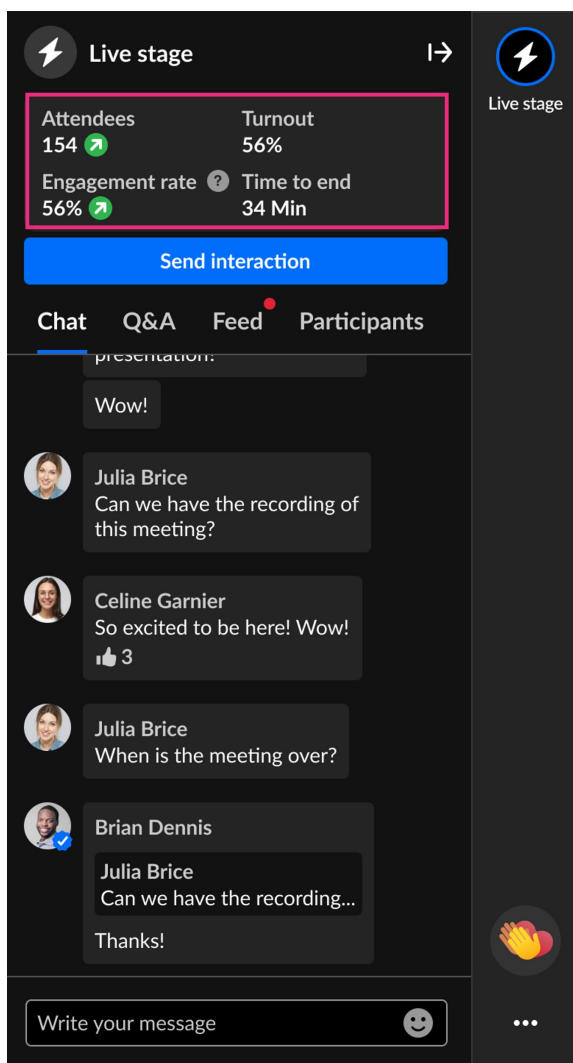 Live stage
Live stage
Attendees Turnout
154 56%
Engagement rate ? Time to end
56% 34 Min
Send interaction
Chat Q&A Feed Participants
presentation!
Wow!
Julia Brice
Can we have the recording of
this meeting?
Celine Garnier
So excited to be here! Wow!
3
Julia Brice
When is the meeting over?
Brian Dennis
Julia Brice
Can we have the recording...
Thanks!
Write your message